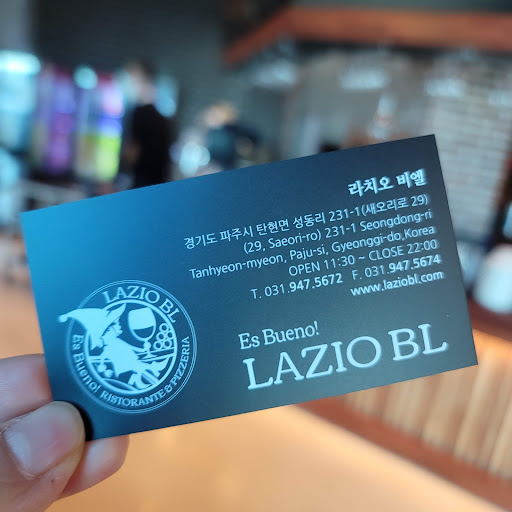 라치오 비엘
경기도 파주시 탄현면 성동리 231-1(새오리로 29)
(29, Saeori-ro) 231-1 Seongdong-ri
Tanhyeon-myeon, Paju-si, Gyeonggi-do,Korea
OPEN 11:30 ~ CLOSE 22:00
T. 031.947.5672 F. 031.947.5674
www.laziobl.com
Es Bueno!
LAZIO BL
LAZIO BL
Es Bueno! RISTORANTE&PIZZERIA